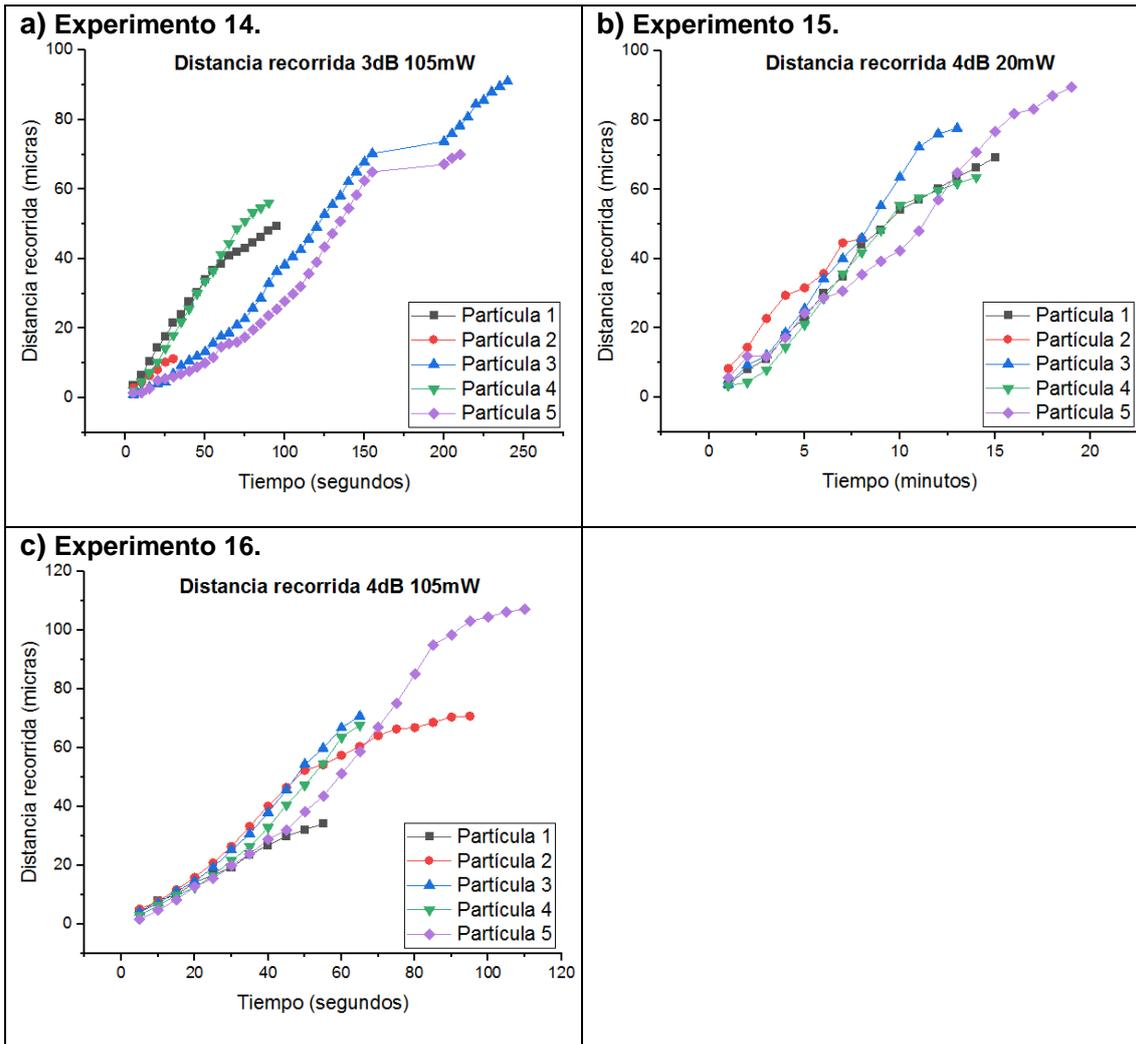 a) Experimento 14.
Distancia recorrida 3dB 105mW
Distancia recorrida (micras)
100
80
60
40
20
0
0 50 100 150 200 250
Tiempo (segundos)
Partícula 1
Partícula 2
Partícula 3
Partícula 4
Partícula 5
b) Experimento 15.
Distancia recorrida 4dB 20mW
Distancia recorrida (micras)
100
80
60
40
20
0
0 5 10 15 20
Tiempo (minutos)
Partícula 1
Partícula 2
Partícula 3
Partícula 4
Partícula 5
c) Experimento 16.
Distancia recorrida 4dB 105mW
Distancia recorrida (micras)
120
100
80
60
40
20
0
0 20 40 60 80 100 120
Tiempo (segundos)
Partícula 1
Partícula 2
Partícula 3
Partícula 4
Partícula 5